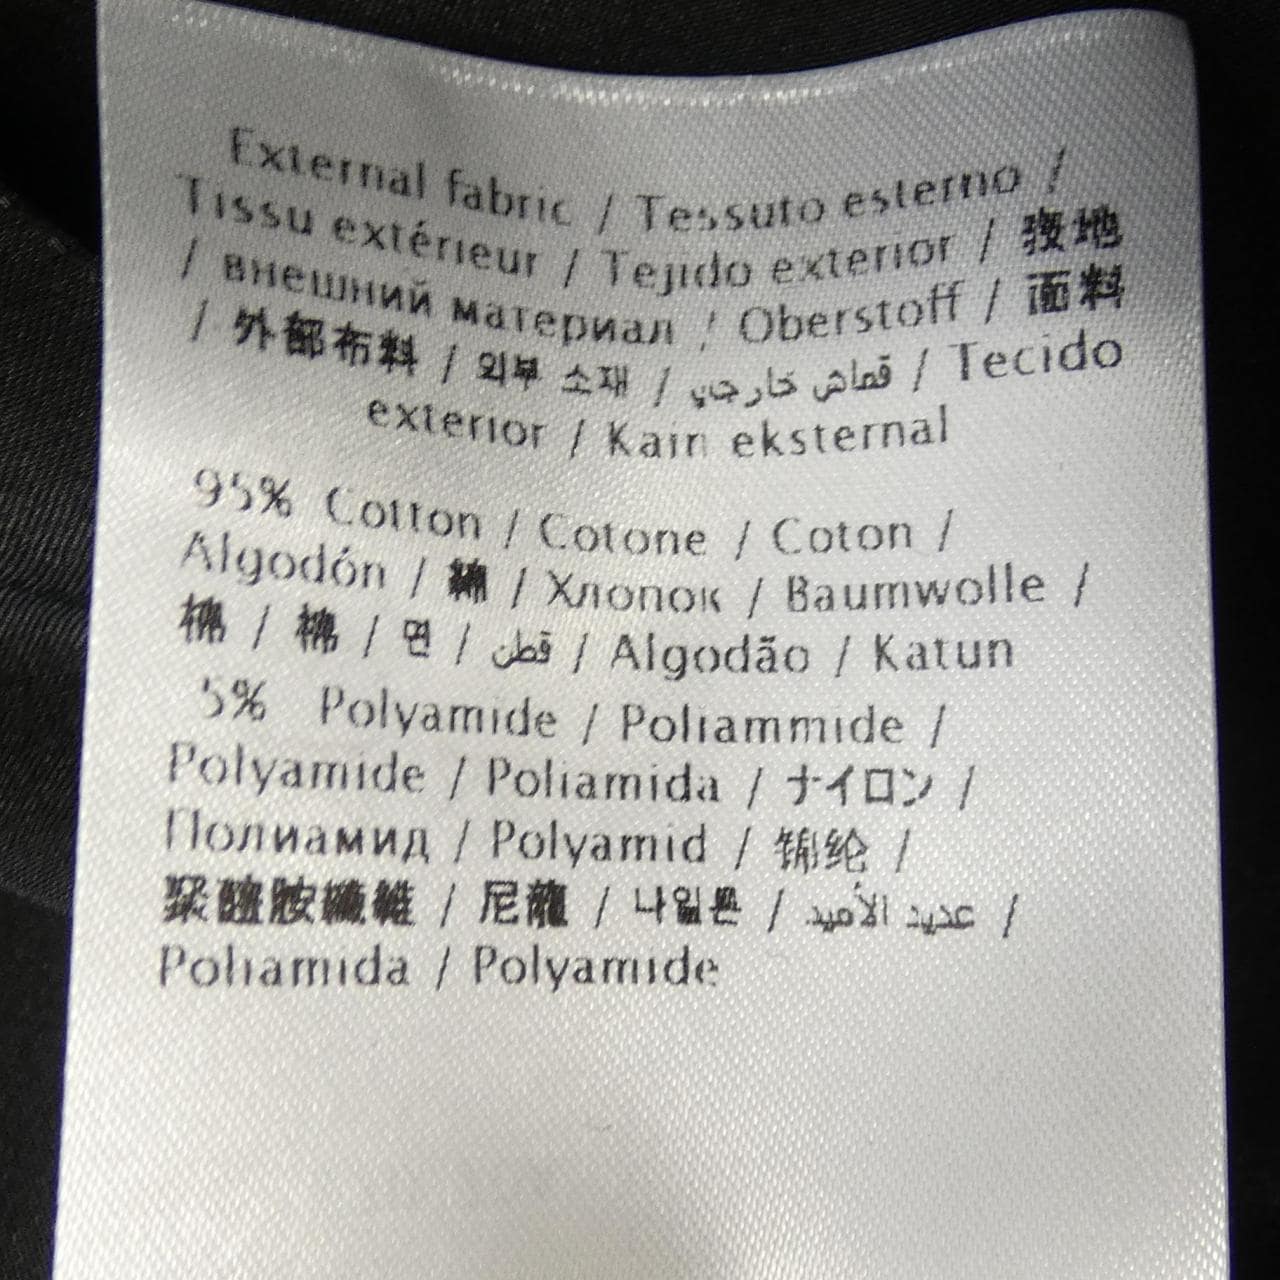 External fabric / Tessuto esterno /
Tissu extérieur / Tejido exterior / 表地
/ внешний материал / Oberstoff / 面料
/ 外部布料 / 외부 소재 / قماش خارجي / Tecido
exterior / Kain eksternal
95% Cotton / Cotone / Coton /
Algodón / 綿 / Хлопок / Baumwolle /
棉 / 棉 / 면 / قطن / Algodão / Katun
5% Polyamide / Poliammide /
Polyamide / Poliamida / ナイロン /
Полиамид / Polyamid / 锦纶 /
聚醯胺纖維 / 尼龍 / 나일론 / عديد الأميد /
Poliamida / Polyamide